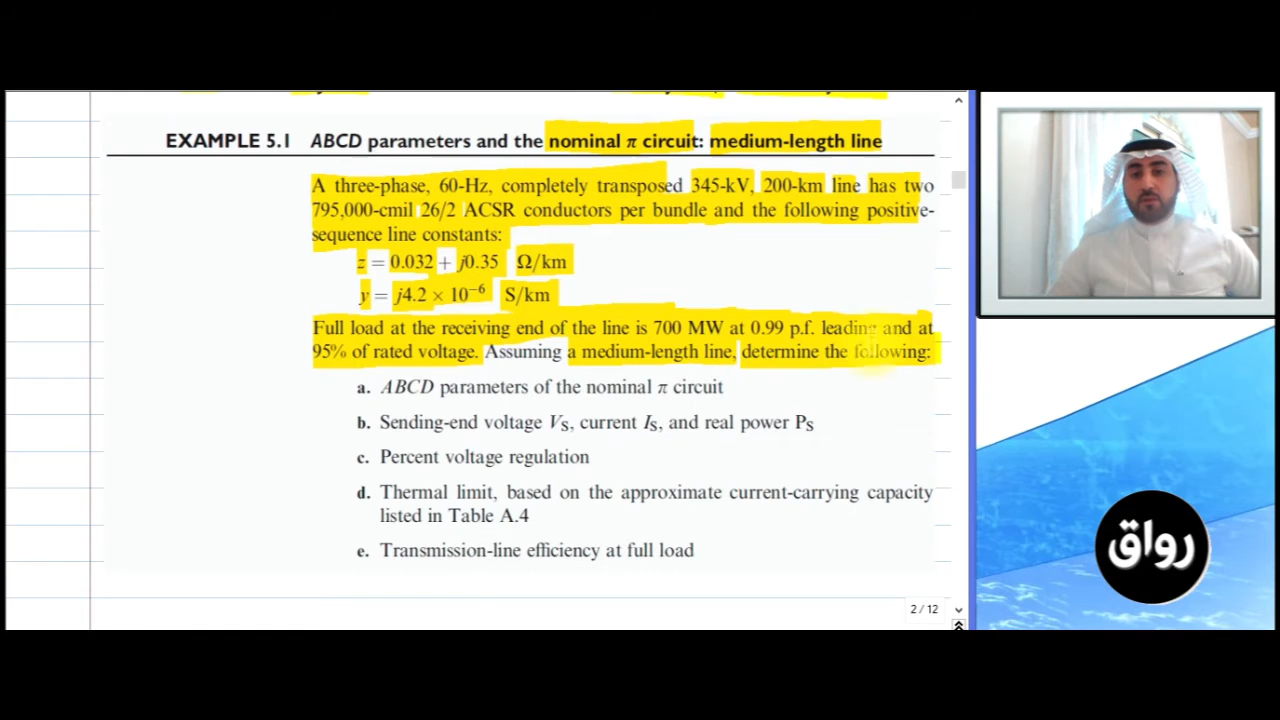 EXAMPLE 5.1 ABCD parameters and the nominal π circuit: medium-length line
A three-phase, 60-Hz, completely transposed 345-kV, 200-km line has two
795,000-cmil 26/2 ACSR conductors per bundle and the following positive-
sequence line constants:
z = 0.032 + j0.35 Ω/km
y = j4.2 × 10⁻⁶ S/km
Full load at the receiving end of the line is 700 MW at 0.99 p.f. leading and at
95% of rated voltage. Assuming a medium-length line, determine the following:
a. ABCD parameters of the nominal π circuit
b. Sending-end voltage VS, current IS, and real power PS
c. Percent voltage regulation
d. Thermal limit, based on the approximate current-carrying capacity
listed in Table A.4
e. Transmission-line efficiency at full load
2 / 12
رواق